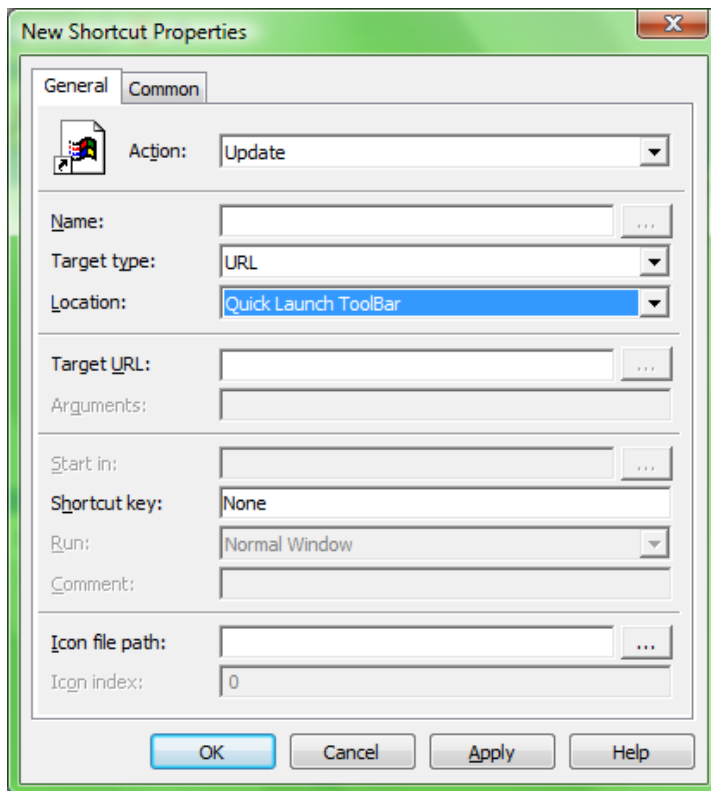 New Shortcut Properties
General Common
Action: Update
Name: ...
Target type: URL
Location: Quick Launch ToolBar
Target URL: ...
Arguments:
Start in: ...
Shortcut key: None
Run: Normal Window
Comment:
Icon file path: ...
Icon index: 0
OK Cancel Apply Help